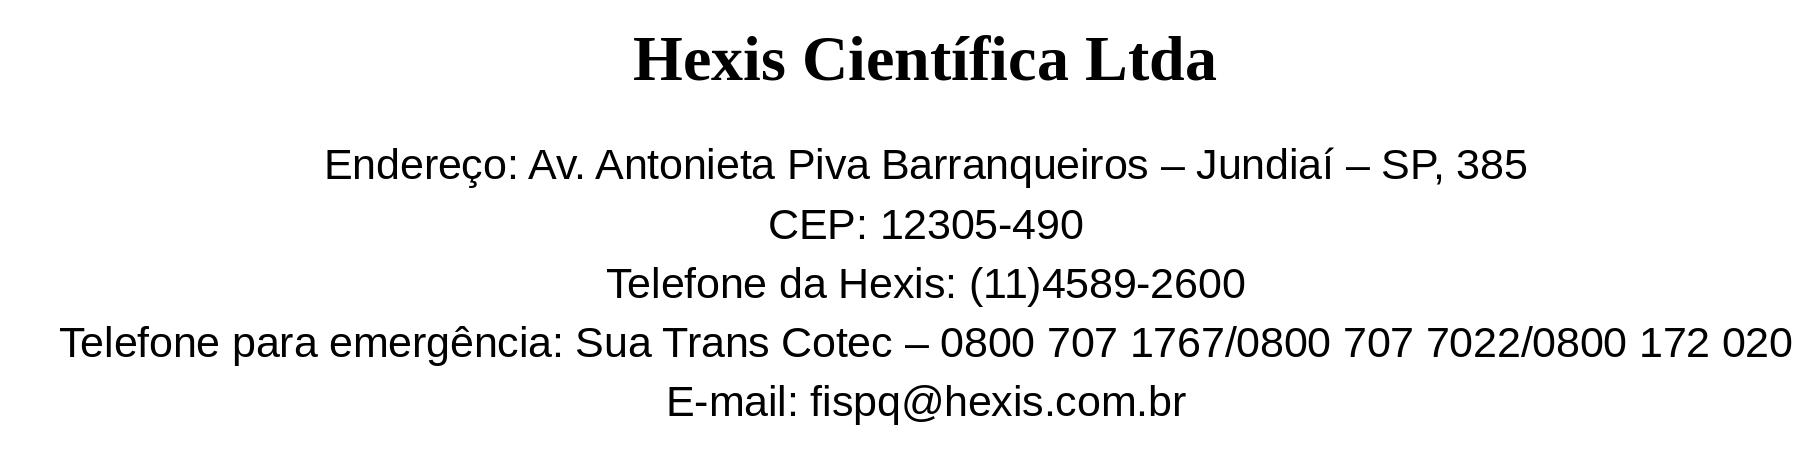 Hexis Científica Ltda
Endereço: Av. Antonieta Piva Barranqueiros – Jundiaí – SP, 385
CEP: 12305-490
Telefone da Hexis: (11)4589-2600
Telefone para emergência: Sua Trans Cotec – 0800 707 1767/0800 707 7022/0800 172 020
E-mail: fispq@hexis.com.br